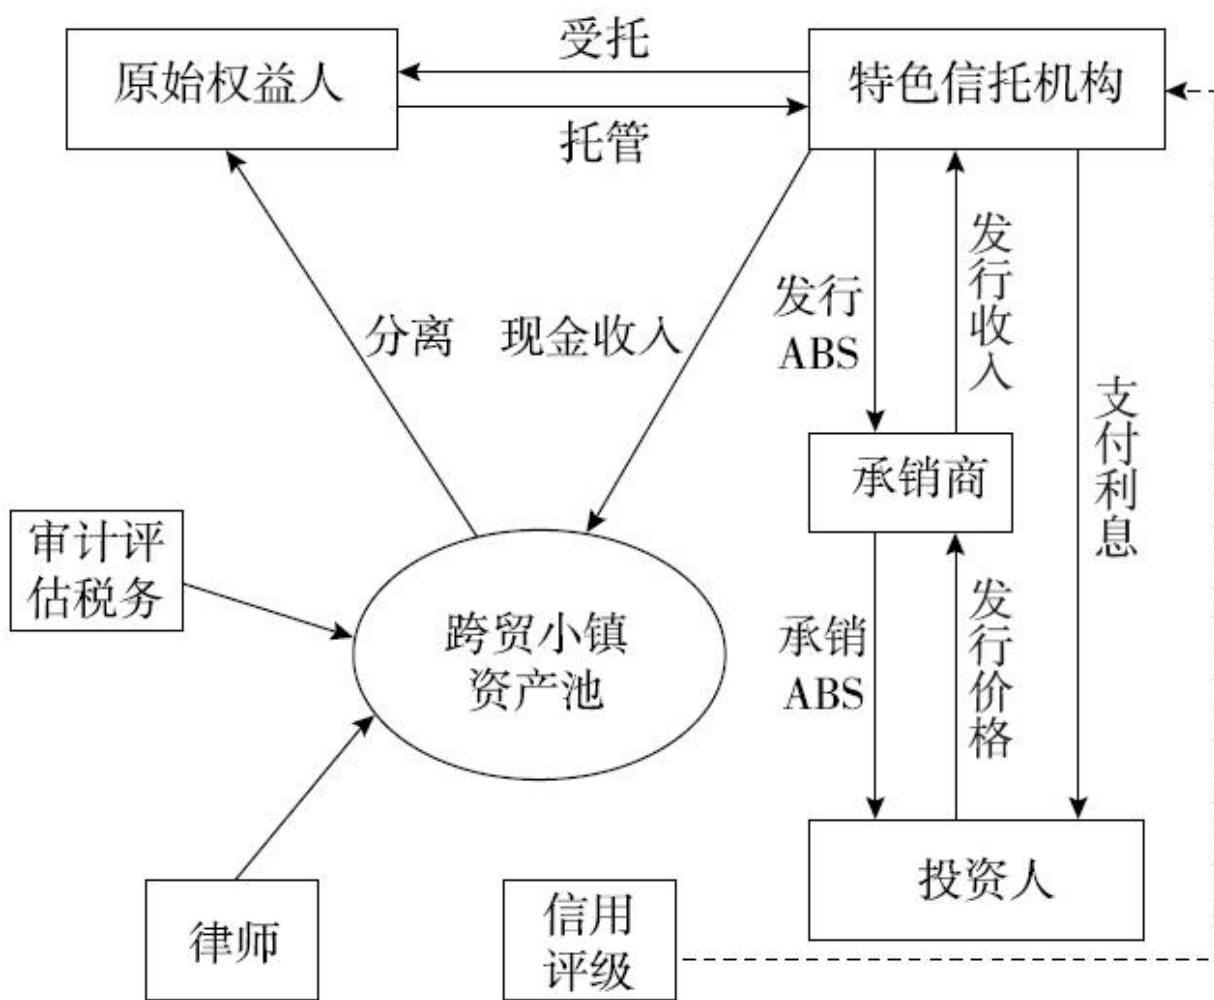 受托
原始权益人
特色信托机构
托管
分离
现金收入
发行
ABS
发行收入
支付利息
承销商
审计评
估税务
跨贸小镇
资产池
承销
ABS
发行价格
投资人
律师
信用
评级